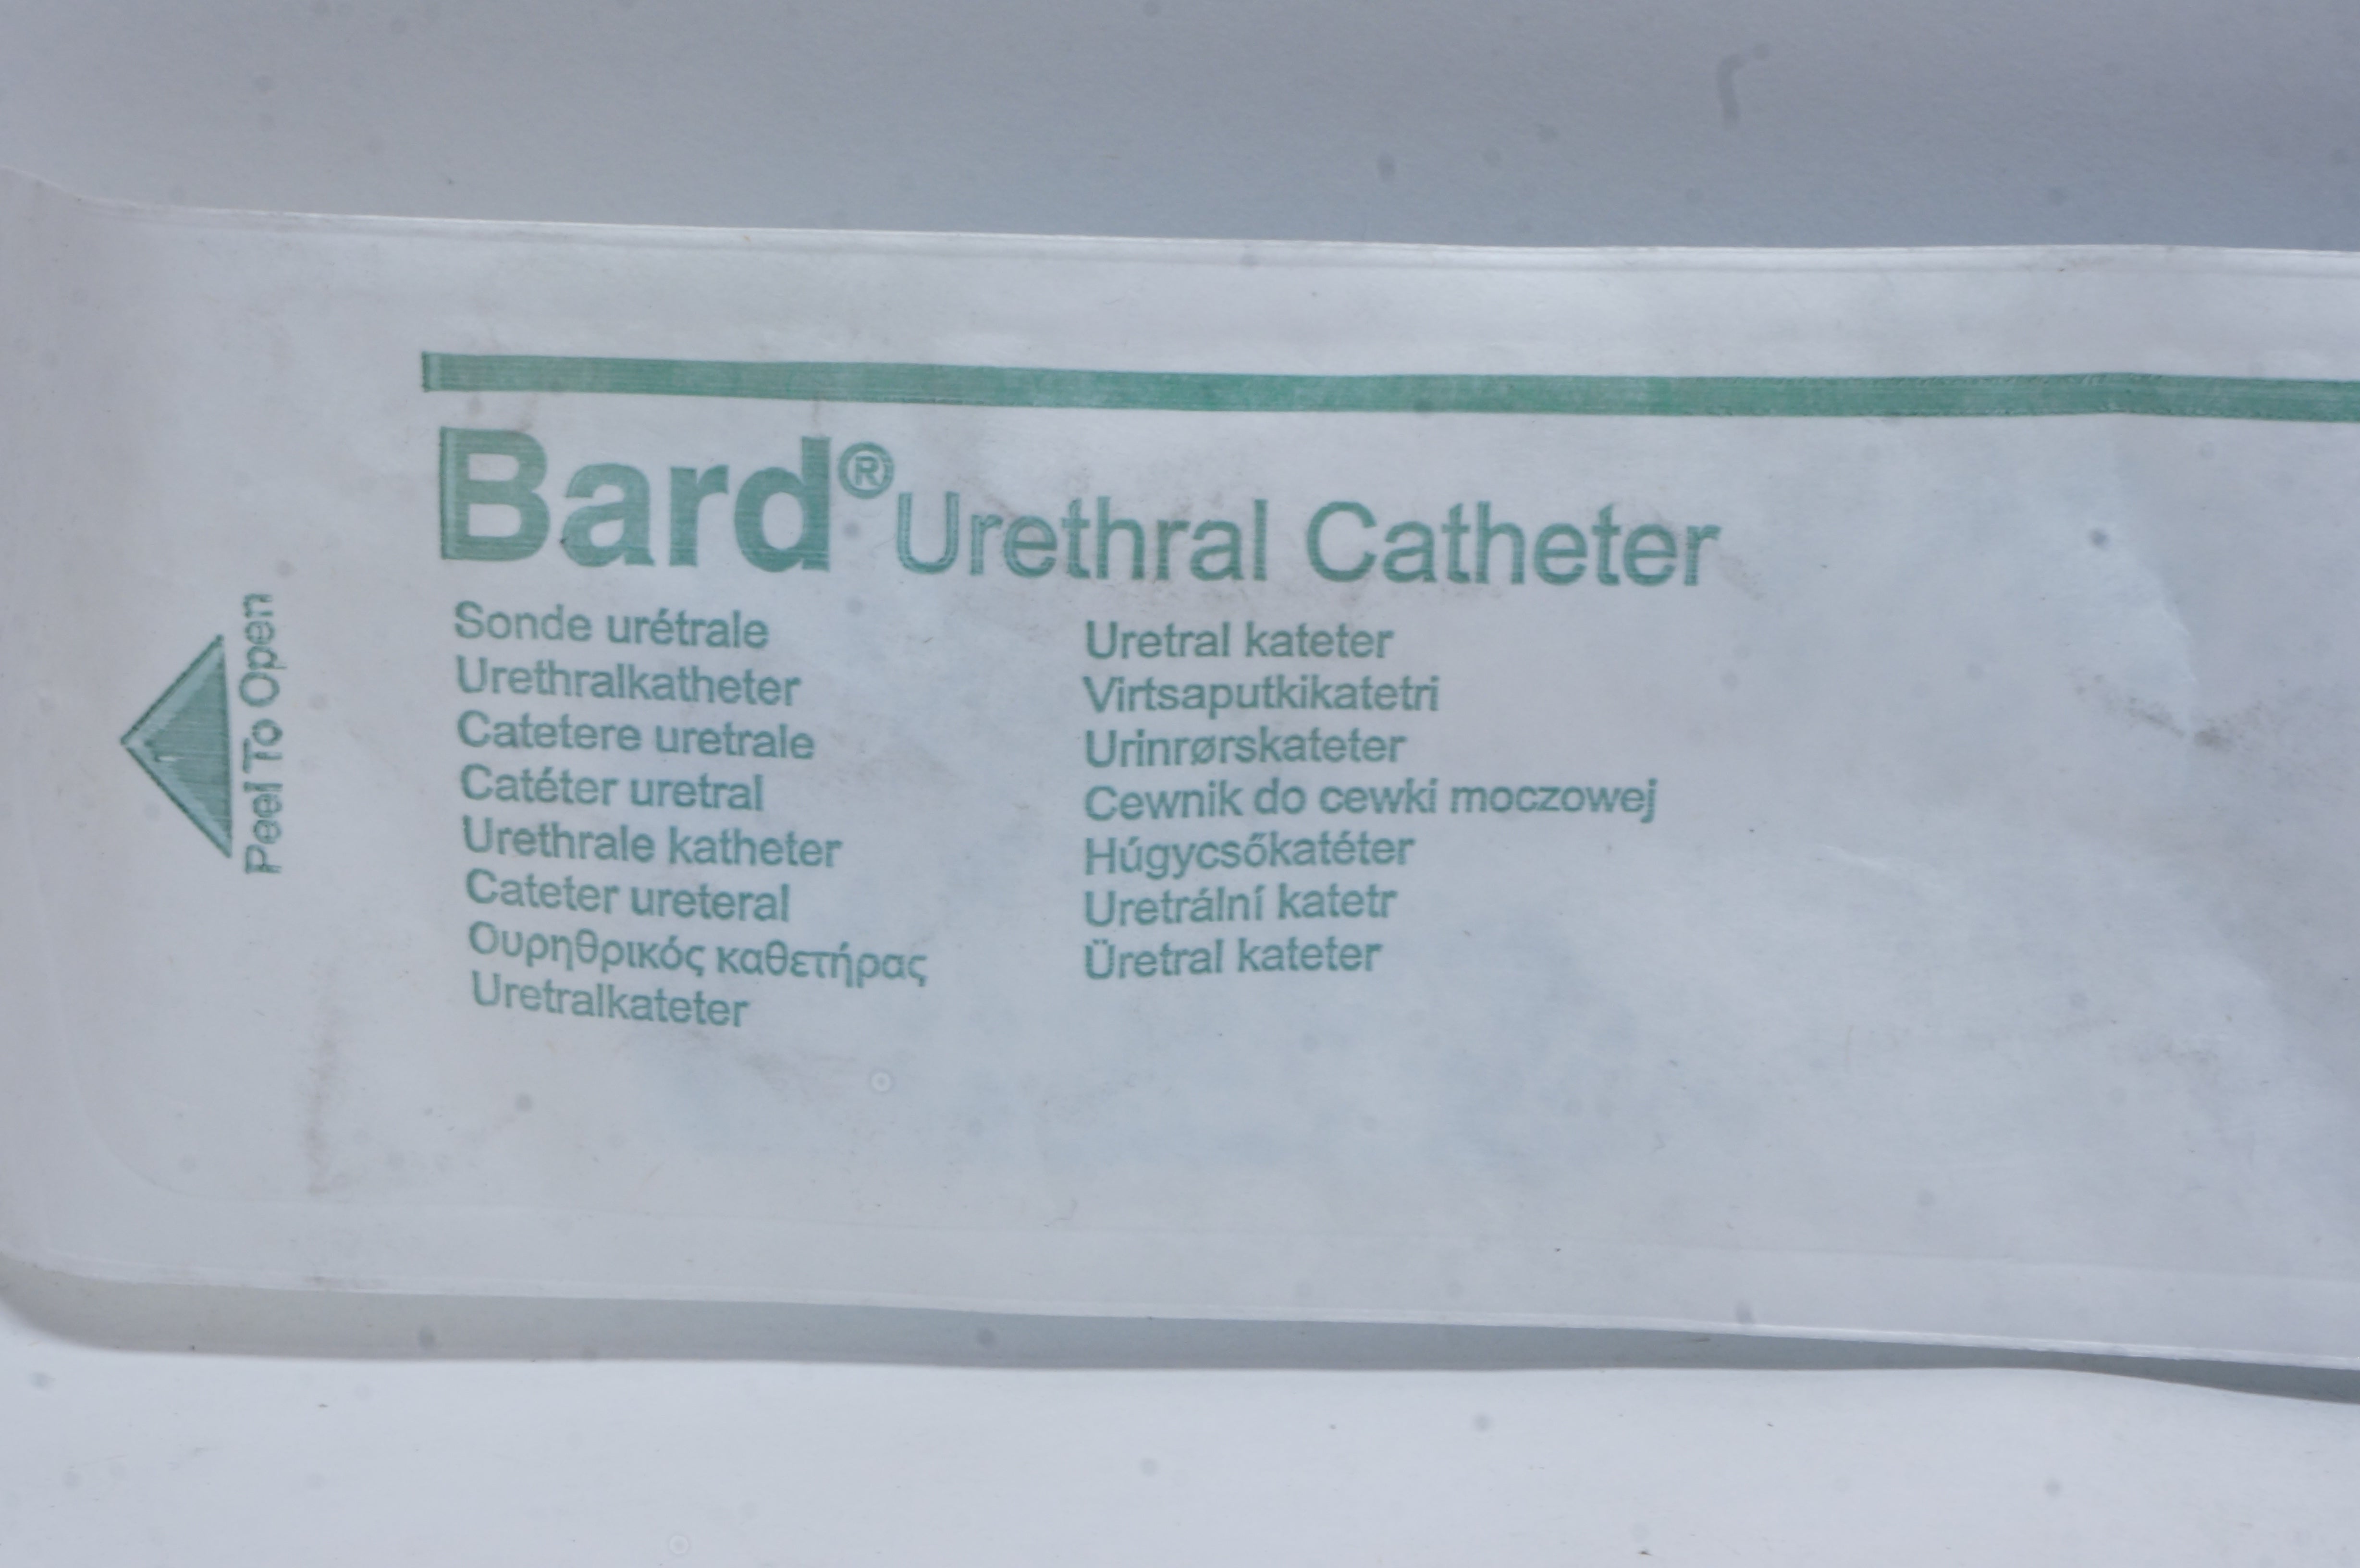 Bard® Urethral Catheter
Sonde urétrale
Urethralkatheter
Catetere uretrale
Catéter uretral
Urethrale katheter
Cateter ureteral
Ουρηθρικός καθετήρας
Uretralkateter
Uretral kateter
Virtsaputkikatetri
Urinrørskateter
Cewnik do cewki moczowej
Húgycsőkatéter
Uretrální katetr
Üretral kateter
Peel To Open